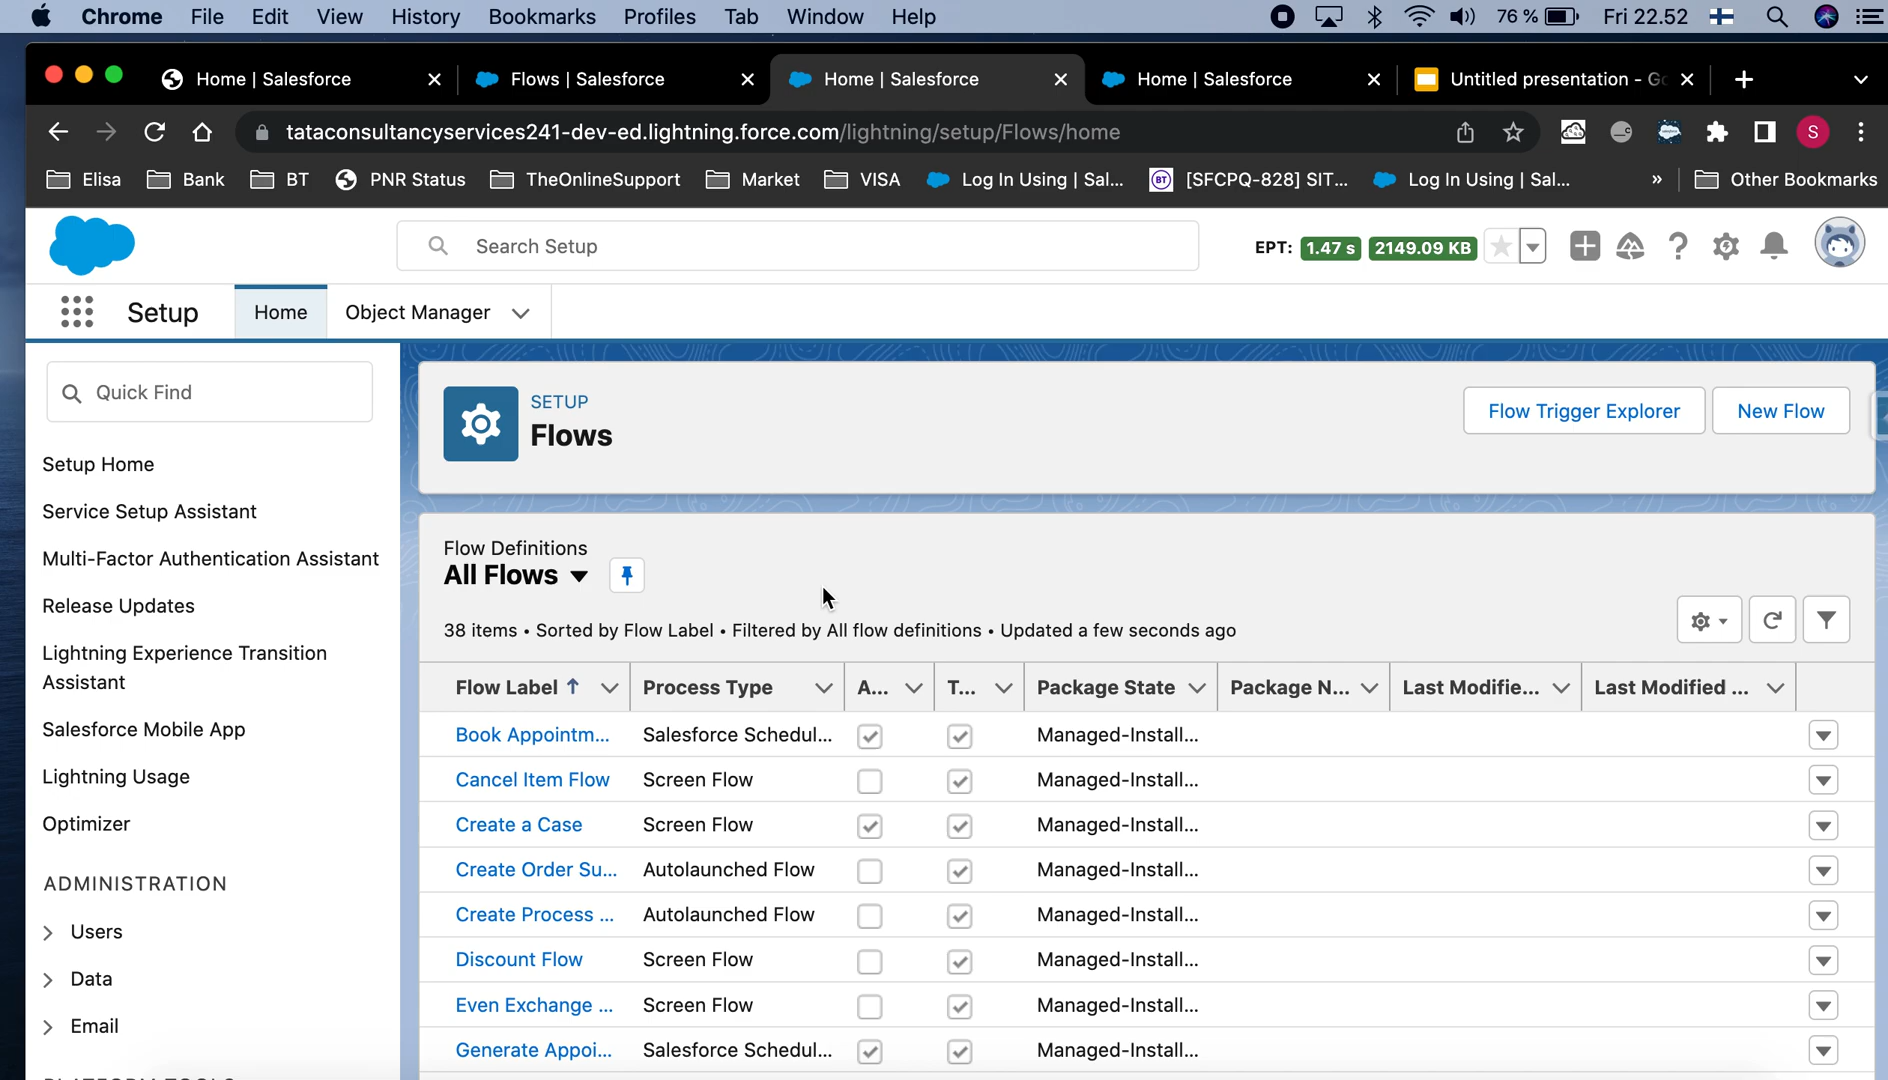 Chrome File Edit View History Bookmarks Profiles Tab Window Help 76 % Fri 22.52
Home | Salesforce Flows | Salesforce Home | Salesforce Home | Salesforce Untitled presentation - Go
tataconsultancyservices241-dev-ed.lightning.force.com/lightning/setup/Flows/home S
Elisa Bank BT PNR Status TheOnlineSupport Market VISA Log In Using | Sal... BT [SFCPQ-828] SIT... Log In Using | Sal... » Other Bookmarks
Search Setup EPT: 1.47 s 2149.09 KB
Setup Home Object Manager
Quick Find
Setup Home
Service Setup Assistant
Multi-Factor Authentication Assistant
Release Updates
Lightning Experience Transition
Assistant
Salesforce Mobile App
Lightning Usage
Optimizer
ADMINISTRATION
Users
Data
Email
SETUP
Flows
Flow Trigger Explorer New Flow
Flow Definitions
All Flows
38 items • Sorted by Flow Label • Filtered by All flow definitions • Updated a few seconds ago
Flow Label ↑ Process Type A... T... Package State Package N... Last Modifie... Last Modified ...
Book Appointm... Salesforce Schedul... Managed-Install...
Cancel Item Flow Screen Flow Managed-Install...
Create a Case Screen Flow Managed-Install...
Create Order Su... Autolaunched Flow Managed-Install...
Create Process ... Autolaunched Flow Managed-Install...
Discount Flow Screen Flow Managed-Install...
Even Exchange ... Screen Flow Managed-Install...
Generate Appoi... Salesforce Schedul... Managed-Install...